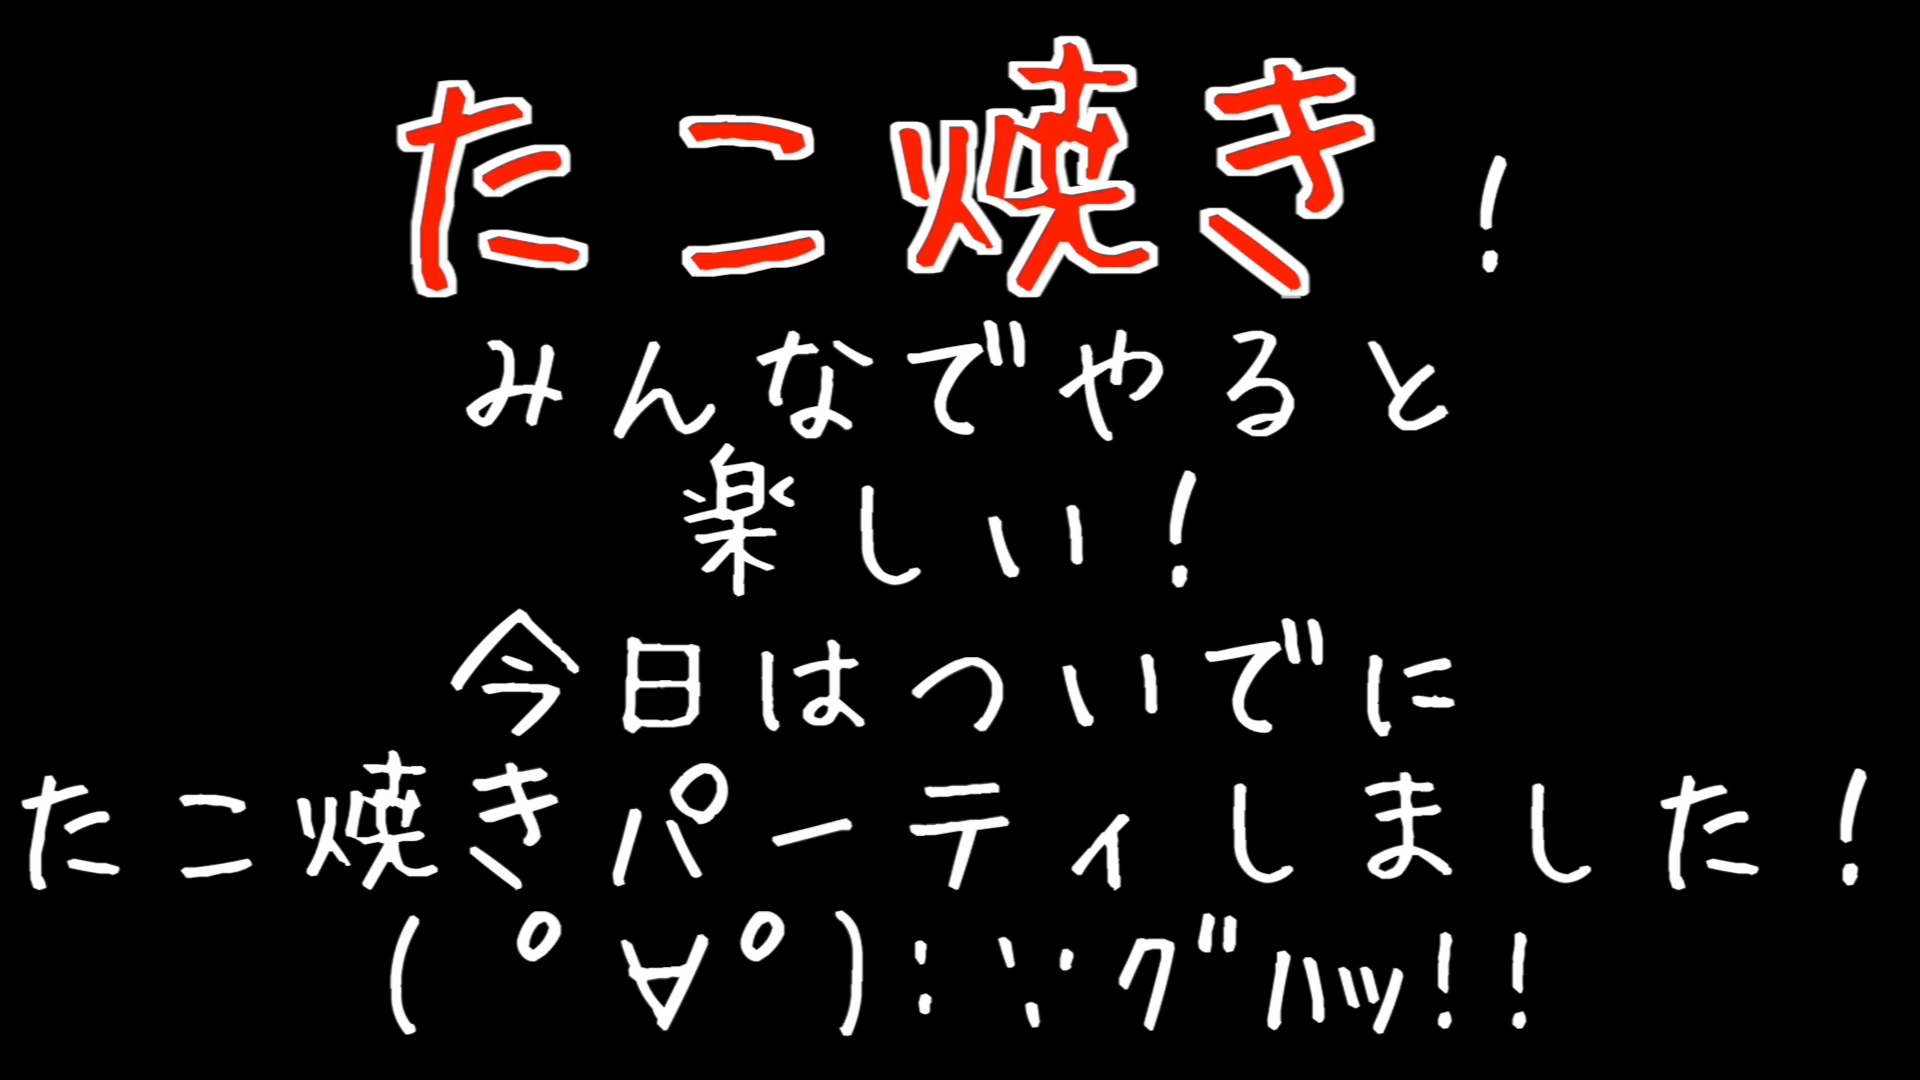 たこ焼き！
みんなでやると
楽しい！
今日はついでに
たこ焼きパーティしました！
( ﾟ∀ﾟ):∵ｸﾞﾊｯ!!